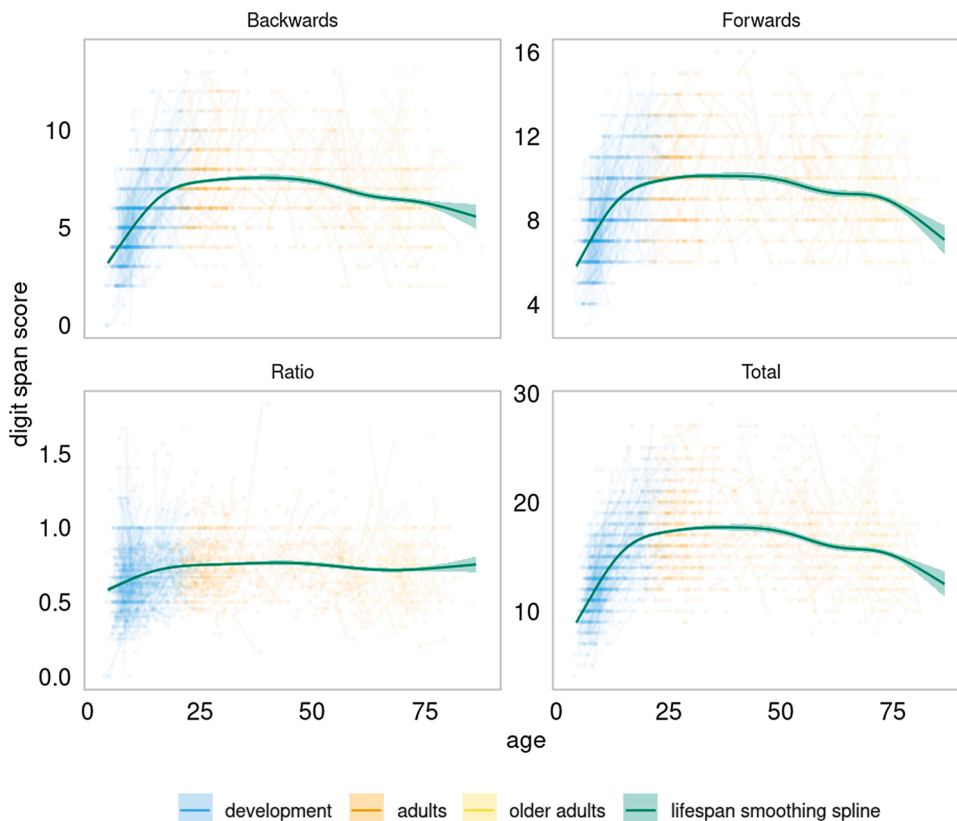 Backwards
Forwards
16
12
8
4
10
5
0
digit span score
Ratio
Total
1.5
1.0
0.5
0.0
30
20
10
0 25 50 75
0 25 50 75
age
development adults older adults lifespan smoothing spline